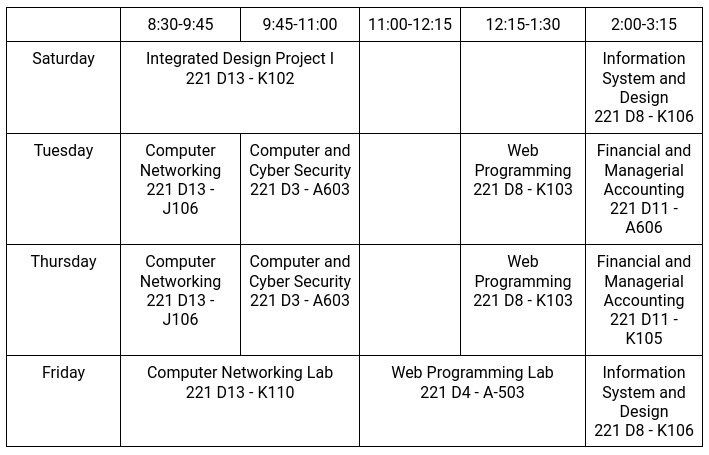 8:30-9:45 9:45-11:00 11:00-12:15 12:15-1:30 2:00-3:15
Saturday
Integrated Design Project I
221 D13 - K102
Information
System and
Design
221 D8 - K106
Tuesday
Computer
Networking
221 D13 -
J106
Computer and
Cyber Security
221 D3 - A603
Web
Programming
221 D8 - K103
Financial and
Managerial
Accounting
221 D11 -
A606
Thursday
Computer
Networking
221 D13 -
J106
Computer and
Cyber Security
221 D3 - A603
Web
Programming
221 D8 - K103
Financial and
Managerial
Accounting
221 D11 -
K105
Friday
Computer Networking Lab
221 D13 - K110
Web Programming Lab
221 D4 - A-503
Information
System and
Design
221 D8 - K106